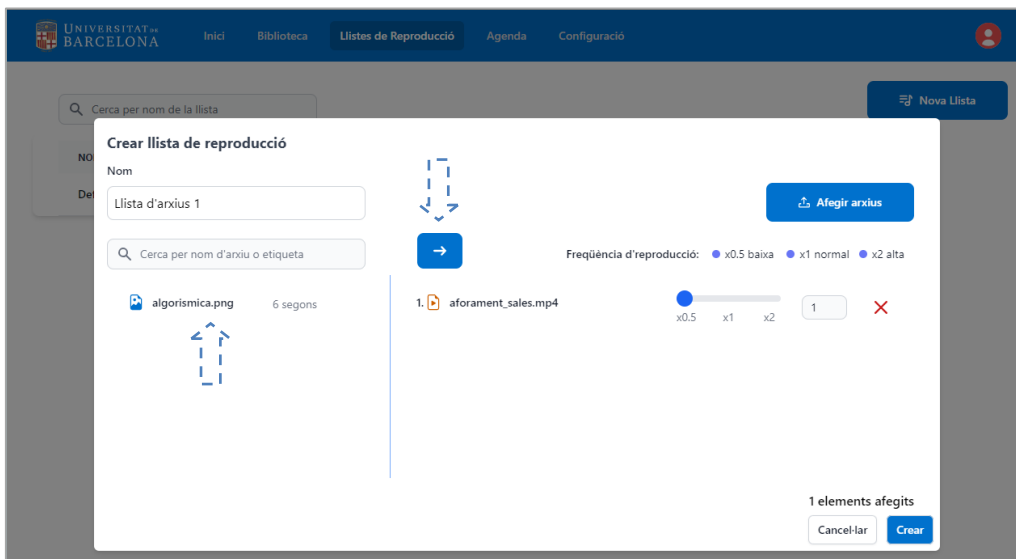 UNIVERSITAT DE
BARCELONA
Inici Biblioteca Llistes de Reproducció Agenda Configuració
Cerca per nom de la llista
Nova Llista
Crear llista de reproducció
NO
Nom
Def
Llista d'arxius 1
Afegir arxius
Cerca per nom d'arxiu o etiqueta
Freqüència d'reproducció: x0.5 baixa x1 normal x2 alta
algorismica.png 6 segons
1. aforament_sales.mp4
1
x0.5 x1 x2
1 elements afegits
Cancel·lar Crear